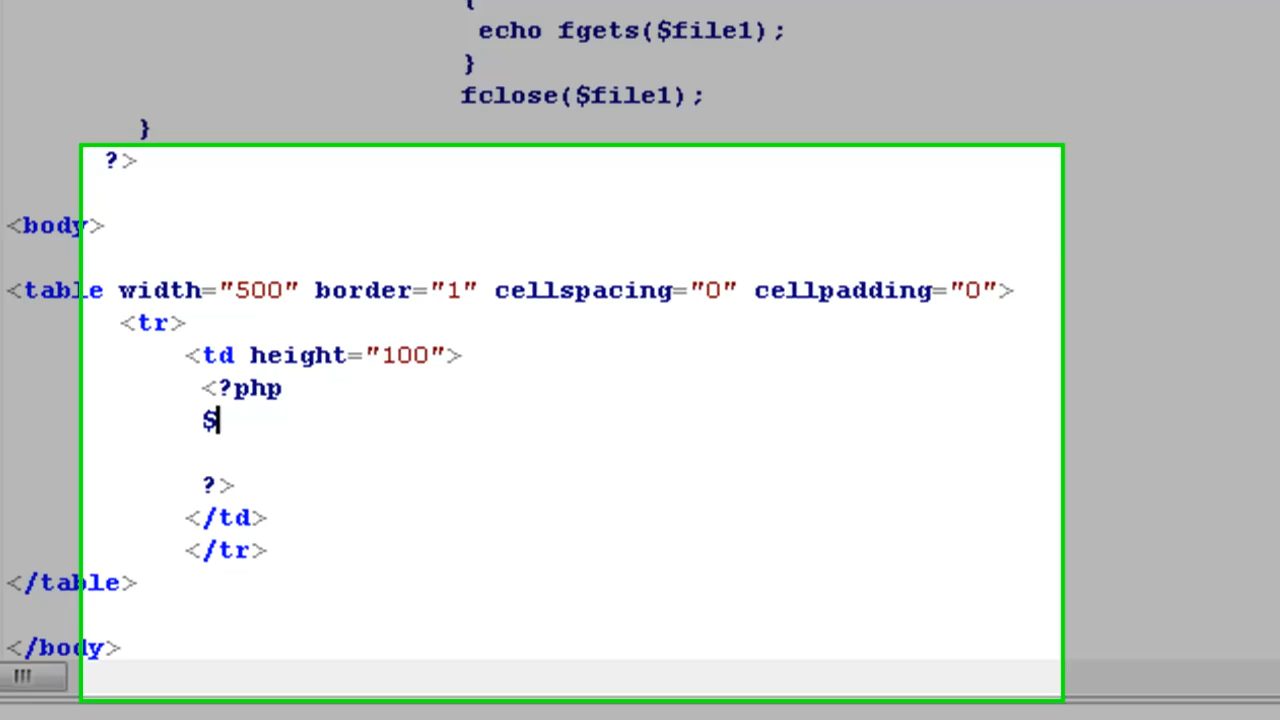 {
echo fgets($file1);
}
fclose($file1);
}
?>
<body>
<table width="500" border="1" cellspacing="0" cellpadding="0">
<tr>
<td height="100">
<?php
$
?>
</td>
</tr>
</table>
</body>